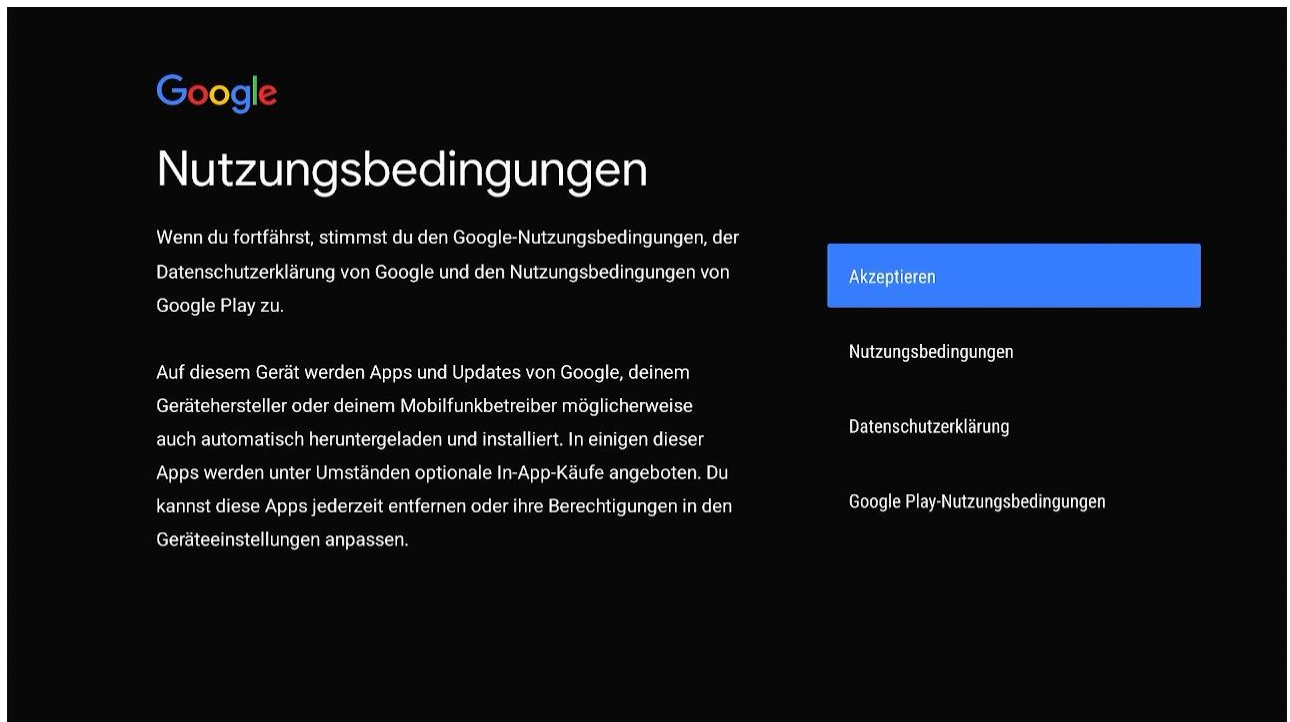 Google
Nutzungsbedingungen
Wenn du fortfährst, stimmst du den Google-Nutzungsbedingungen, der
Datenschutzerklärung von Google und den Nutzungsbedingungen von
Google Play zu.
Auf diesem Gerät werden Apps und Updates von Google, deinem
Gerätehersteller oder deinem Mobilfunkbetreiber möglicherweise
auch automatisch heruntergeladen und installiert. In einigen dieser
Apps werden unter Umständen optionale In-App-Käufe angeboten. Du
kannst diese Apps jederzeit entfernen oder ihre Berechtigungen in den
Geräteeinstellungen anpassen.
Akzeptieren
Nutzungsbedingungen
Datenschutzerklärung
Google Play-Nutzungsbedingungen